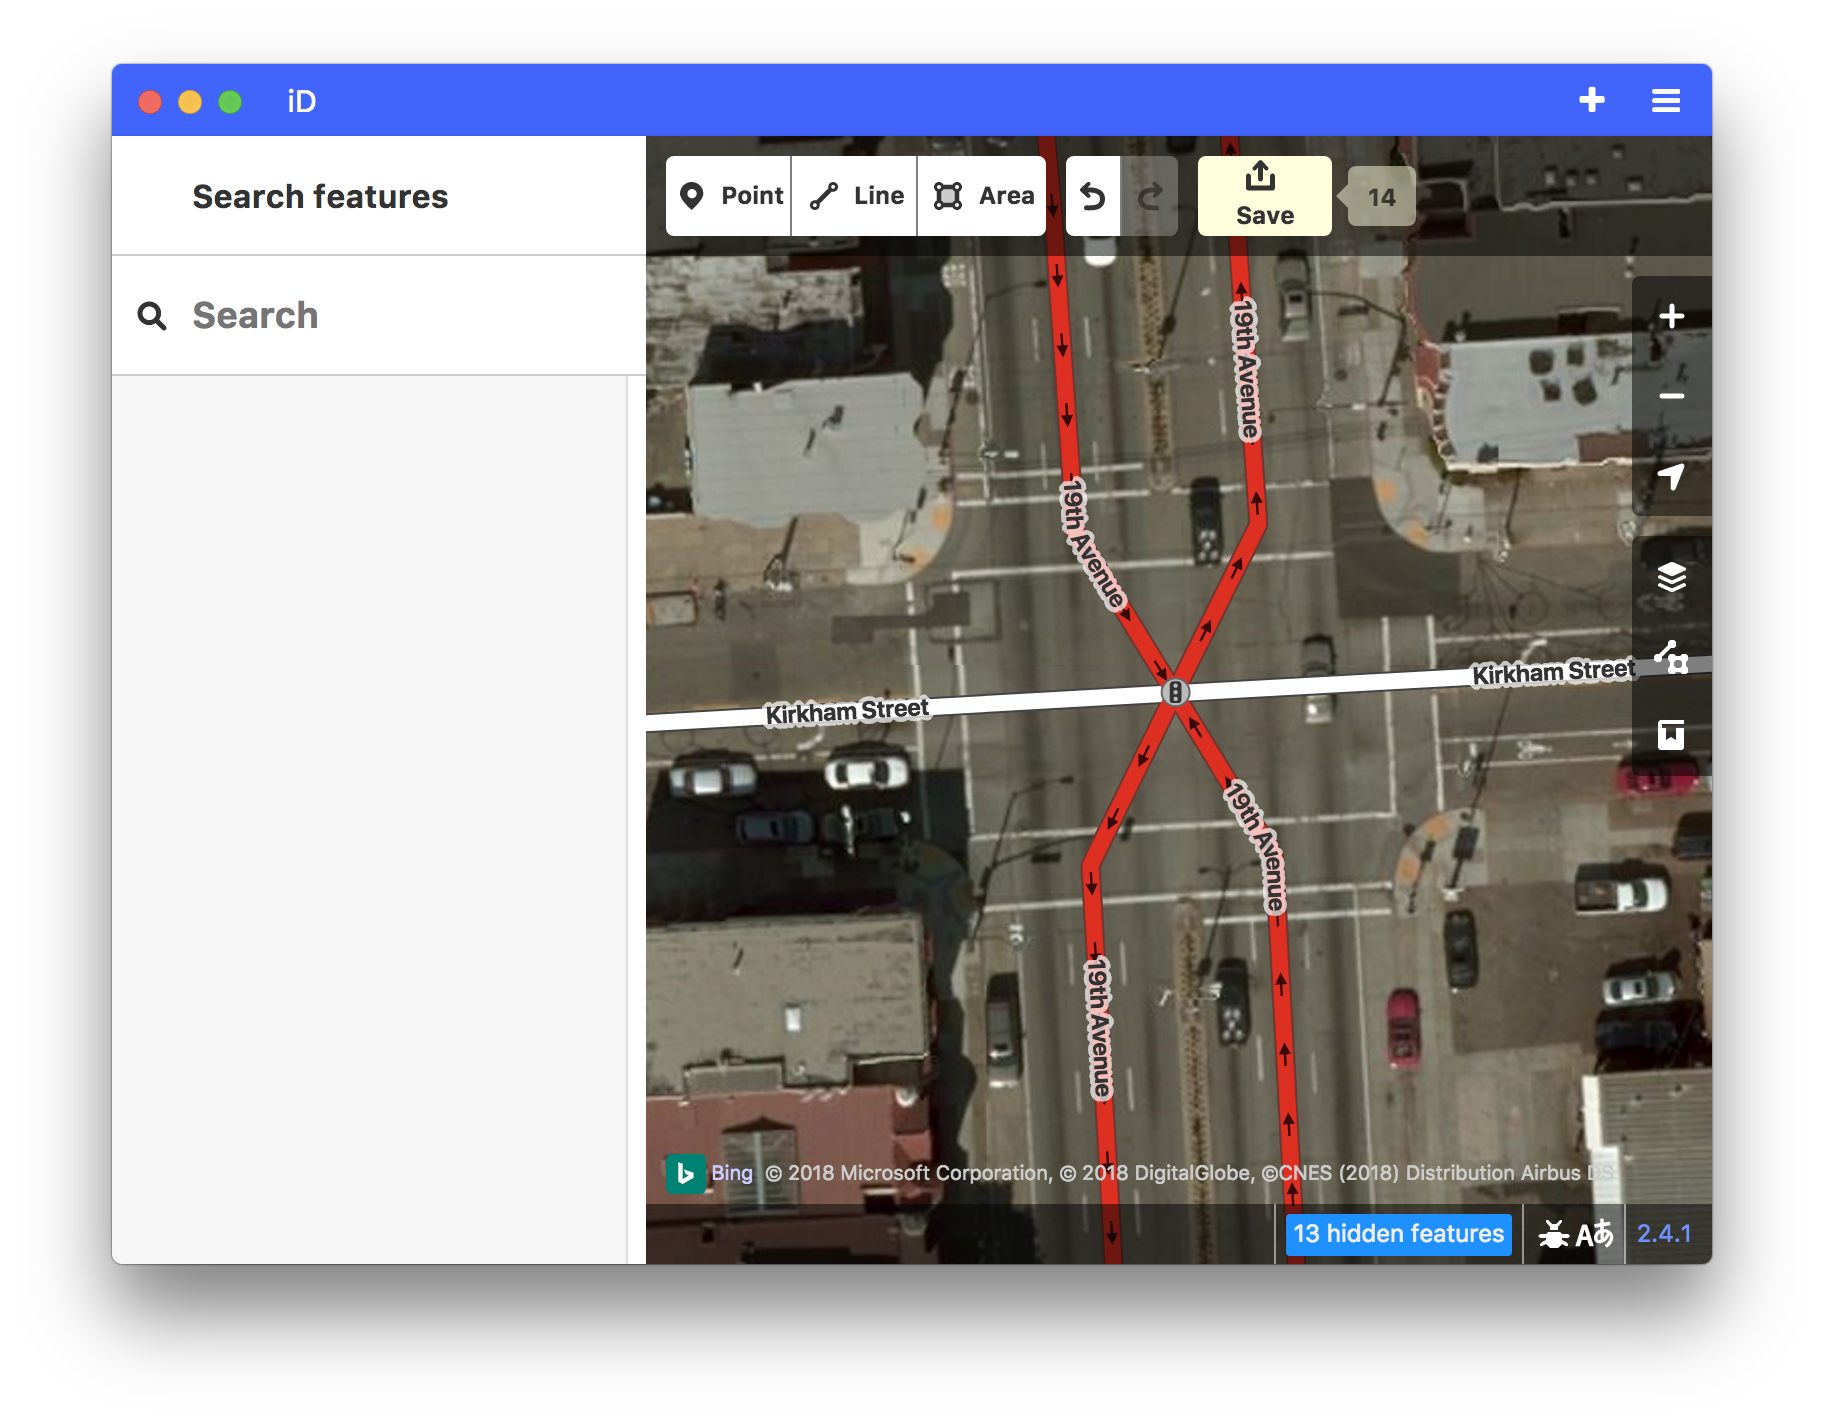 iD
Search features
Search
Point
Line
Area
Save
14
19th Avenue
19th Avenue
Kirkham Street
Kirkham Street
19th Avenue
19th Avenue
Bing © 2018 Microsoft Corporation, © 2018 DigitalGlobe, ©CNES (2018) Distribution Airbus DS
13 hidden features
Aあ
2.4.1